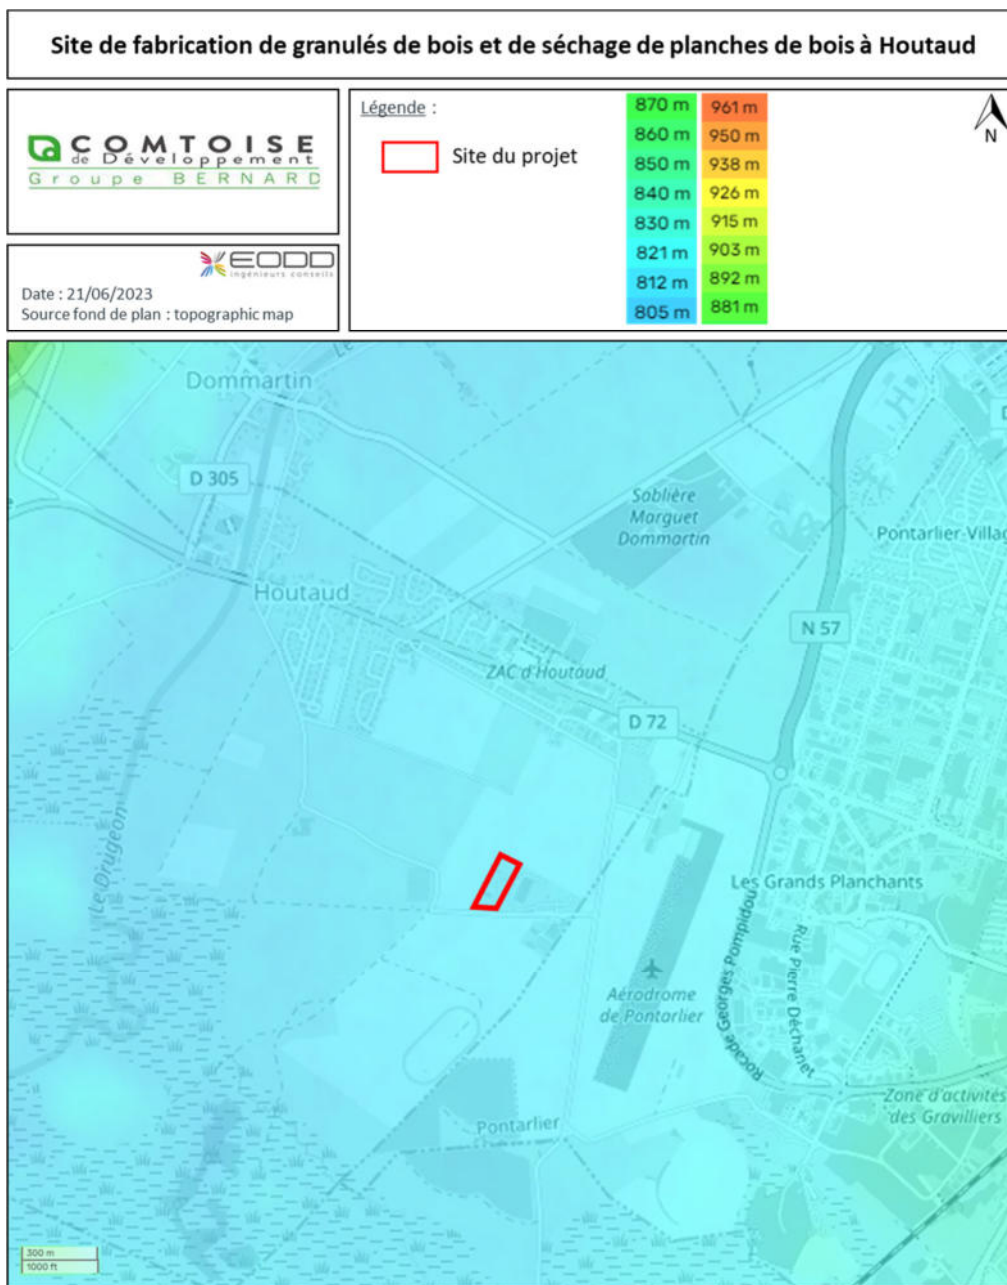 Site de fabrication de granulés de bois et de séchage de planches de bois à Houtaud
COMTOISE
de Développement
Groupe BERNARD
EODD
ingénieurs conseils
Date : 21/06/2023
Source fond de plan : topographic map
Légende :
Site du projet
870 m 961 m
860 m 950 m
850 m 938 m
840 m 926 m
830 m 915 m
821 m 903 m
812 m 892 m
805 m 881 m
N
Le
Dommartin
D 305
Sablière
Marguet
Dommartin
Pontarlier-Villag
Houtaud
N 57
ZAC d'Houtaud
D 72
Le Drugeon
Les Grands Planchants
Rocade Georges Pompidou
Rue Pierre Déchanet
Aérodrome
de Pontarlier
Zone d'activités
des Gravilliers
Pontarlier
300 m
1000 ft